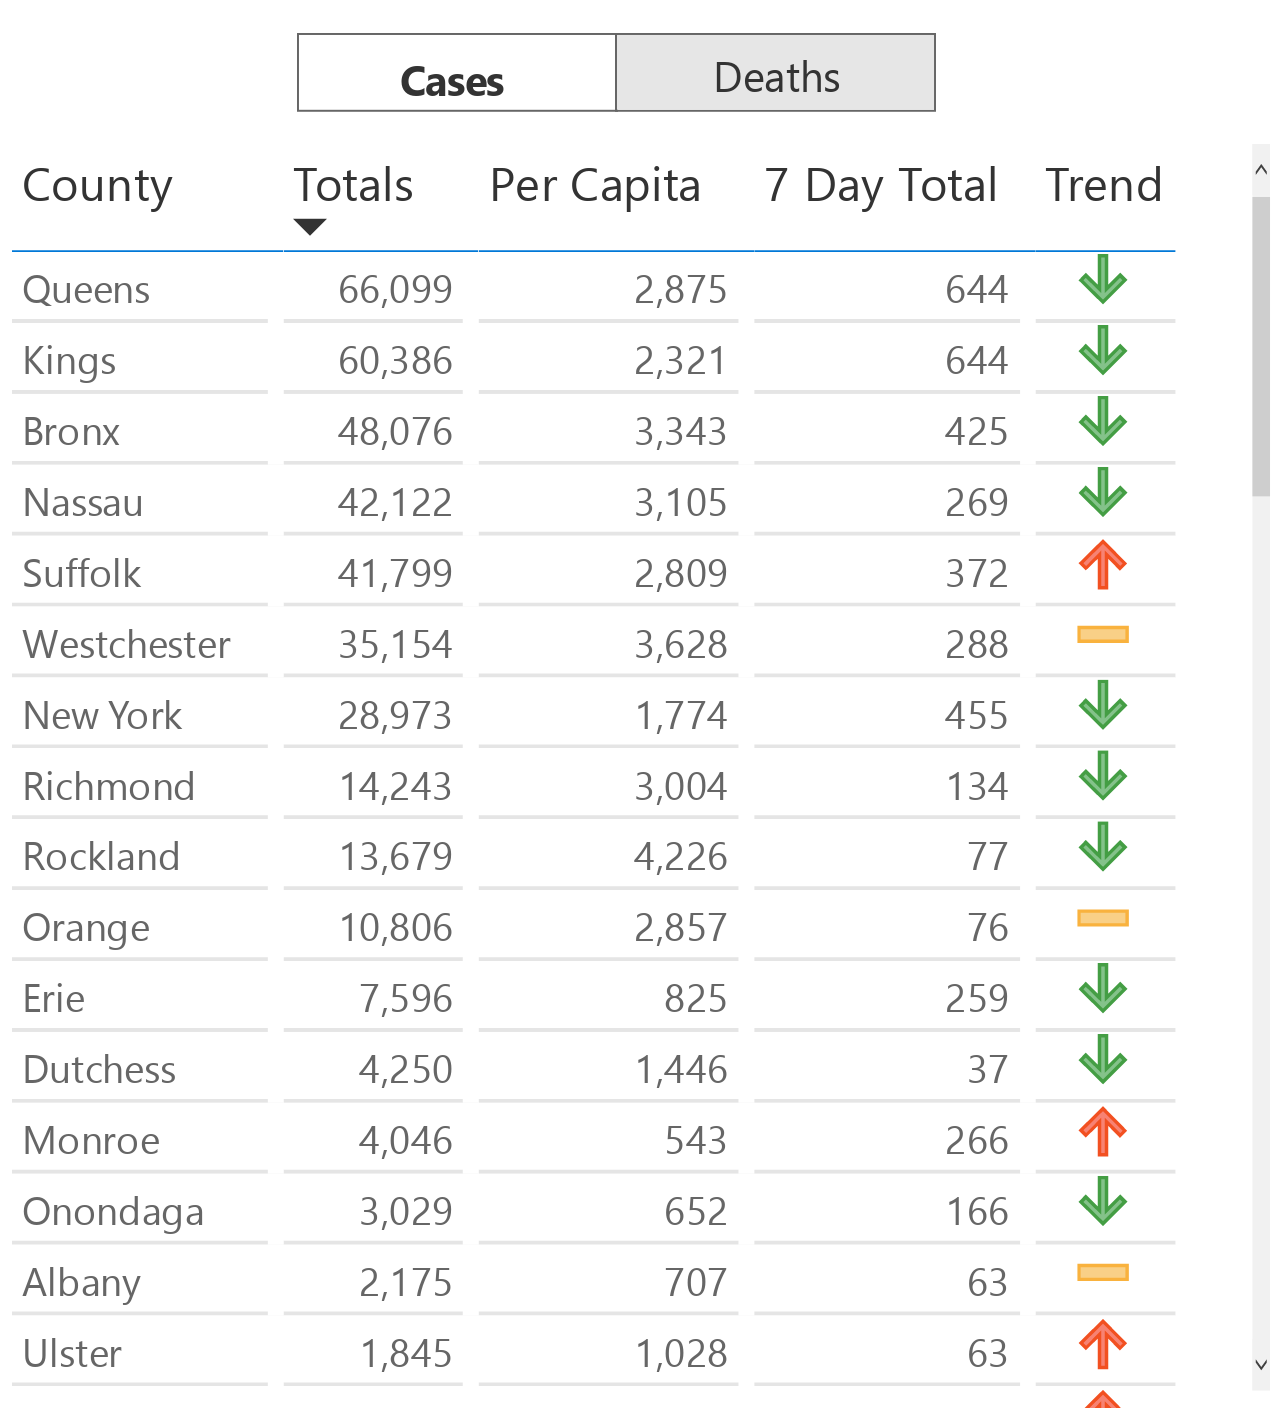 Cases Deaths
County Totals Per Capita 7 Day Total Trend
Queens 66,099 2,875 644
Kings 60,386 2,321 644
Bronx 48,076 3,343 425
Nassau 42,122 3,105 269
Suffolk 41,799 2,809 372
Westchester 35,154 3,628 288
New York 28,973 1,774 455
Richmond 14,243 3,004 134
Rockland 13,679 4,226 77
Orange 10,806 2,857 76
Erie 7,596 825 259
Dutchess 4,250 1,446 37
Monroe 4,046 543 266
Onondaga 3,029 652 166
Albany 2,175 707 63
Ulster 1,845 1,028 63